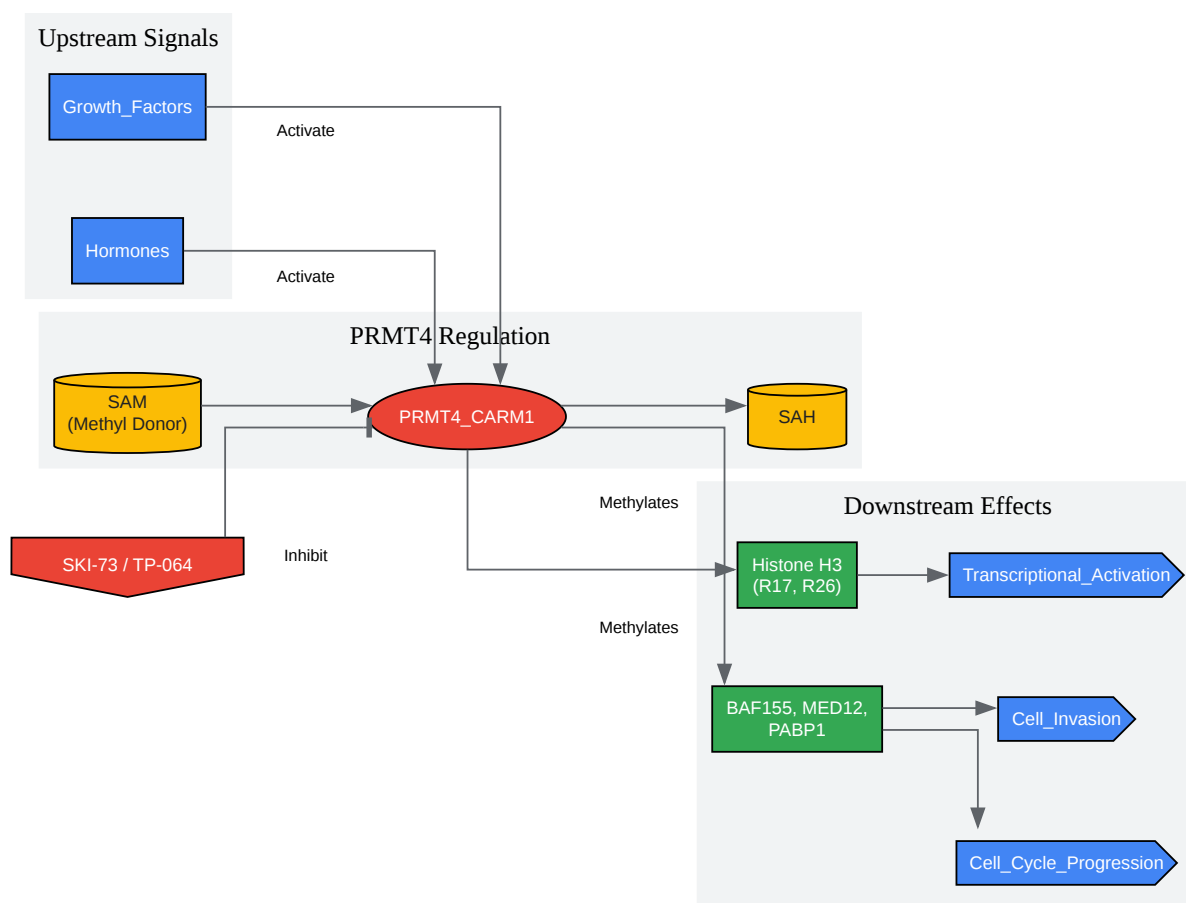 Upstream Signals
Growth_Factors
Activate
Hormones
Activate
PRMT4 Regulation
SAM
(Methyl Donor)
PRMT4_CARM1
SAH
Methylates
Downstream Effects
SKI-73 / TP-064
Inhibit
Histone H3
(R17, R26)
Transcriptional_Activation
Methylates
BAF155, MED12,
PABP1
Cell_Invasion
Cell_Cycle_Progression